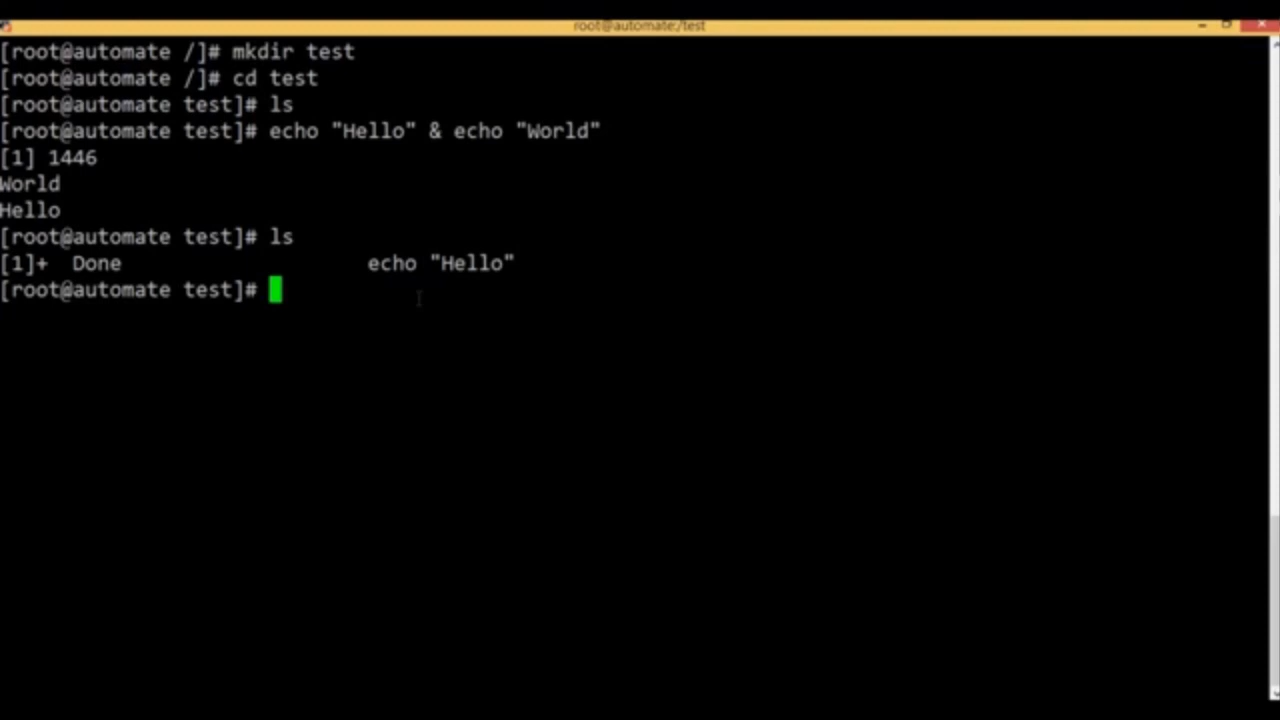 root@automate:/test
[root@automate /]# mkdir test
[root@automate /]# cd test
[root@automate test]# ls
[root@automate test]# echo "Hello" & echo "World"
[1] 1446
World
Hello
[root@automate test]# ls
[1]+  Done                    echo "Hello"
[root@automate test]#